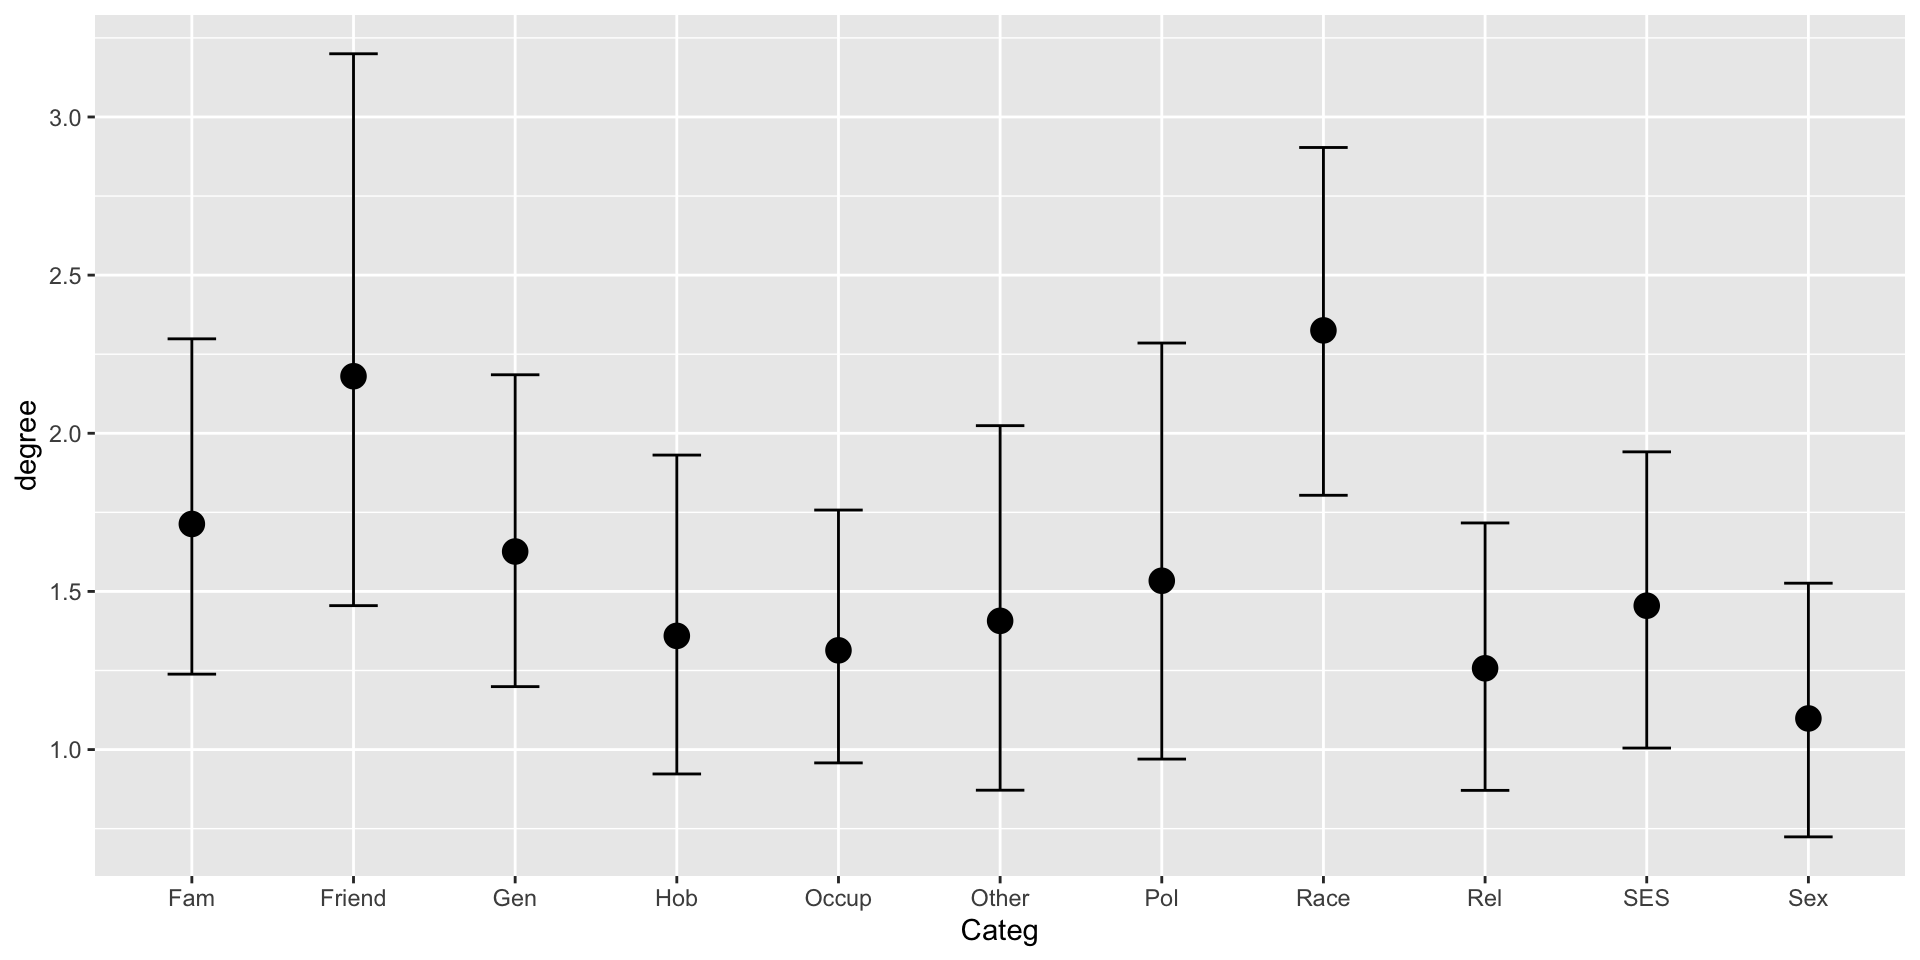 3.0
2.5
2.0
1.5
1.0
degree
Fam Friend Gen Hob Occup Other Pol Race Rel SES Sex
Categ